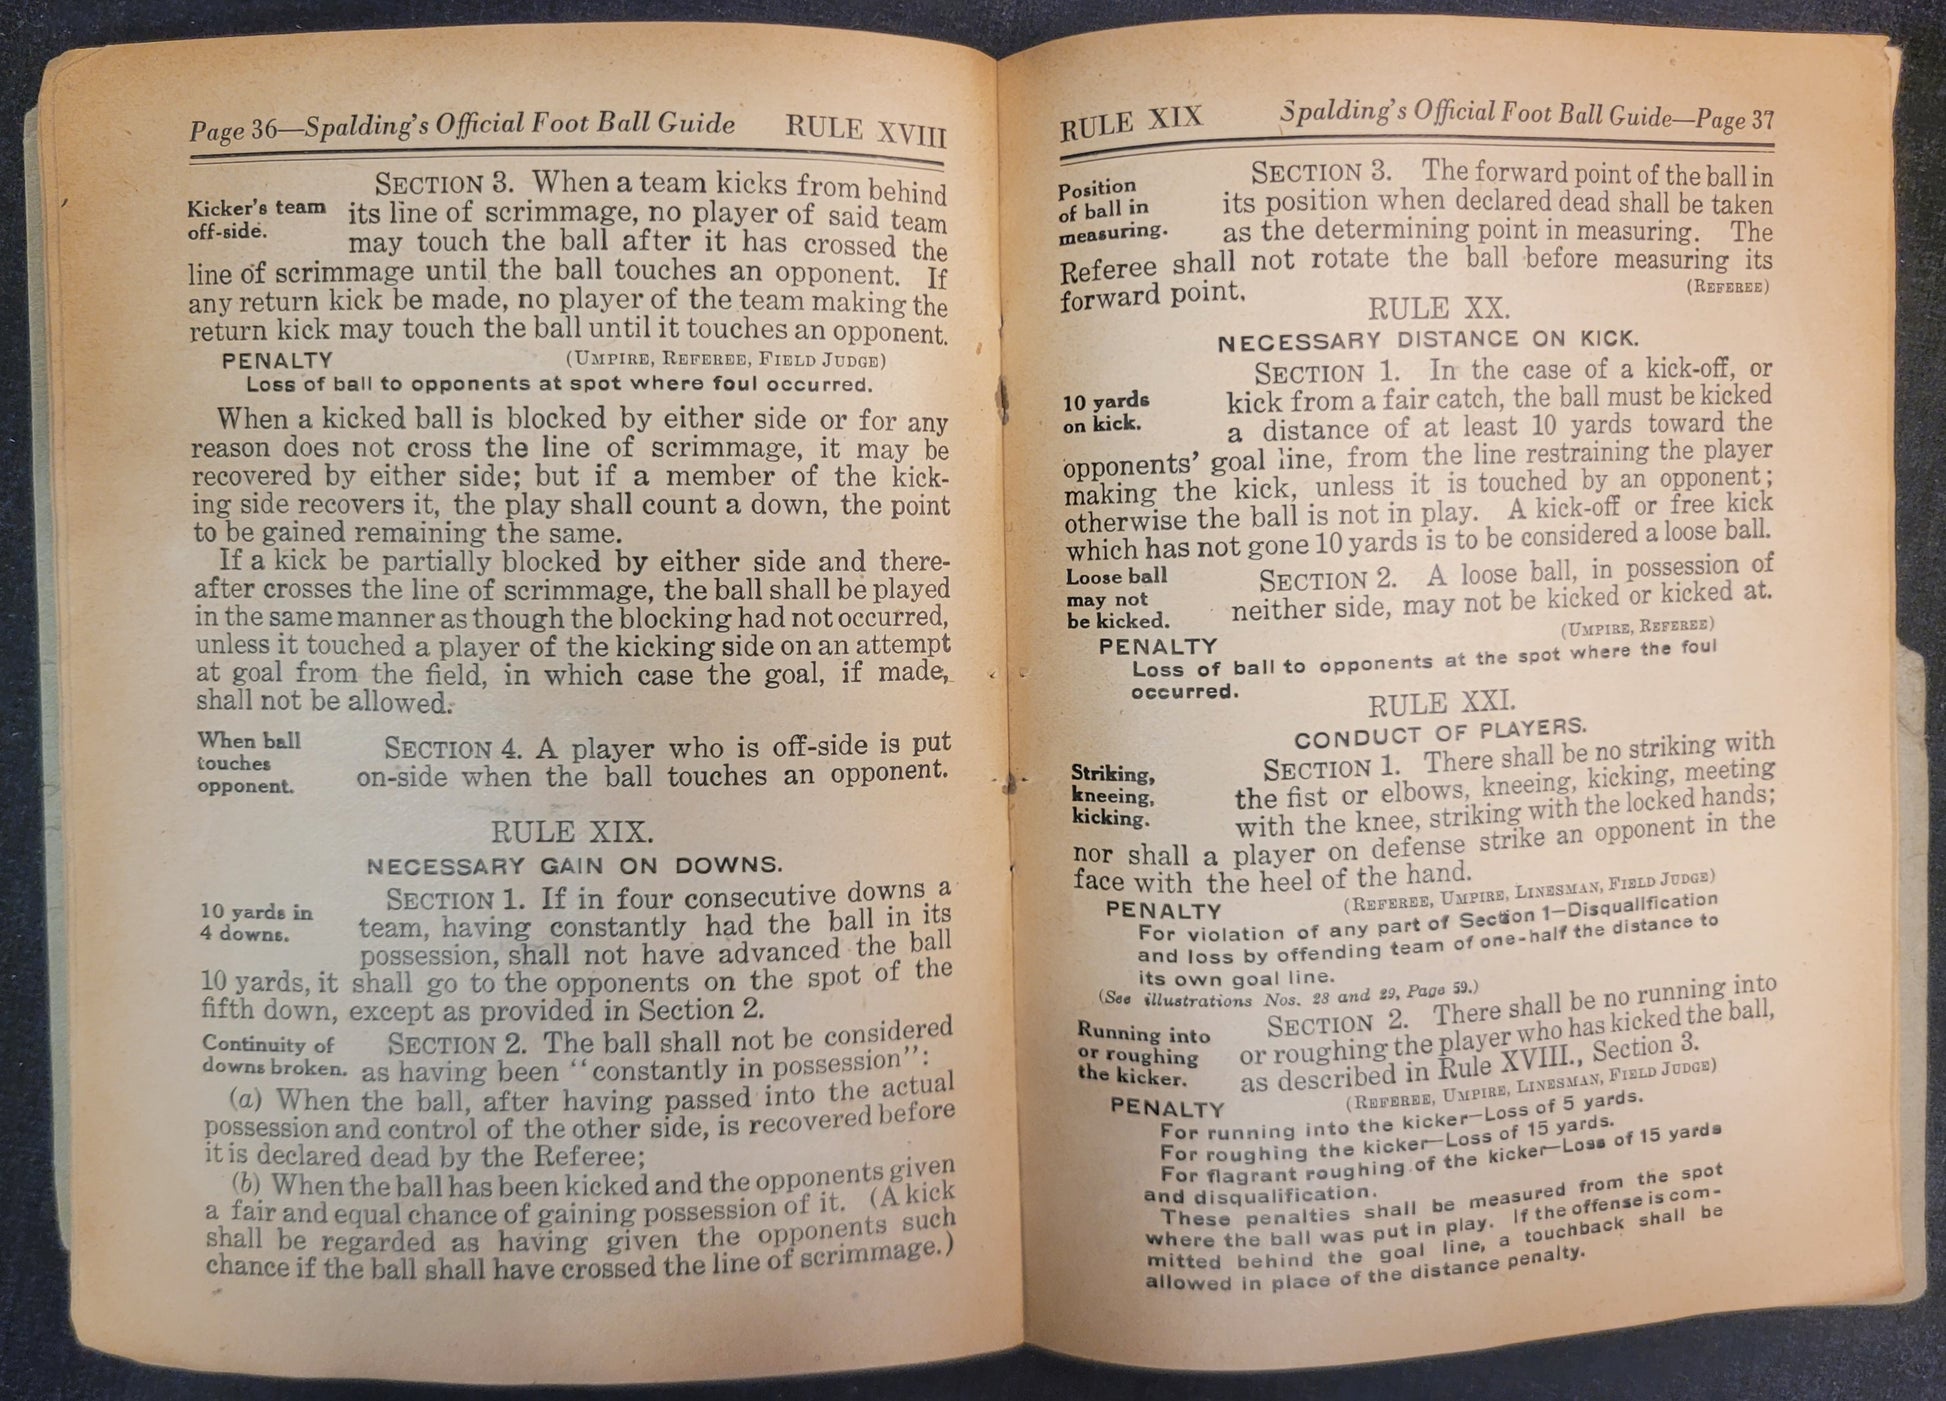 Page 36—Spalding's Official Foot Ball Guide RULE XVIII
Kicker's team
off-side.
SECTION 3. When a team kicks from behind
its line of scrimmage, no player of said team
may touch the ball after it has crossed the
line of scrimmage until the ball touches an opponent. If
any return kick be made, no player of the team making the
return kick may touch the ball until it touches an opponent.
PENALTY (UMPIRE, REFEREE, FIELD JUDGE)
Loss of ball to opponents at spot where foul occurred.
When a kicked ball is blocked by either side or for any
reason does not cross the line of scrimmage, it may be
recovered by either side; but if a member of the kick-
ing side recovers it, the play shall count a down, the point
to be gained remaining the same.
If a kick be partially blocked by either side and there-
after crosses the line of scrimmage, the ball shall be played
in the same manner as though the blocking had not occurred,
unless it touched a player of the kicking side on an attempt
at goal from the field, in which case the goal, if made,
shall not be allowed.
When ball
touches
opponent.
SECTION 4. A player who is off-side is put
on-side when the ball touches an opponent.
RULE XIX.
NECESSARY GAIN ON DOWNS.
10 yards in
4 downs.
SECTION 1. If in four consecutive downs a
team, having constantly had the ball in its
possession, shall not have advanced the ball
10 yards, it shall go to the opponents on the spot of the
fifth down, except as provided in Section 2.
Continuity of
downs broken.
SECTION 2. The ball shall not be considered
as having been "constantly in possession":
(a) When the ball, after having passed into the actual
possession and control of the other side, is recovered before
it is declared dead by the Referee;
(b) When the ball has been kicked and the opponents given
a fair and equal chance of gaining possession of it. (A kick
shall be regarded as having given the opponents such
chance if the ball shall have crossed the line of scrimmage.)
RULE XIX Spalding's Official Foot Ball Guide—Page 37
Position
of ball in
measuring.
SECTION 3. The forward point of the ball in
its position when declared dead shall be taken
as the determining point in measuring. The
Referee shall not rotate the ball before measuring its
forward point.
(REFEREE)
RULE XX.
NECESSARY DISTANCE ON KICK.
10 yards
on kick.
SECTION 1. In the case of a kick-off, or
kick from a fair catch, the ball must be kicked
a distance of at least 10 yards toward the
opponents' goal line, from the line restraining the player
making the kick, unless it is touched by an opponent;
otherwise the ball is not in play. A kick-off or free kick
which has not gone 10 yards is to be considered a loose ball.
Loose ball
may not
be kicked.
SECTION 2. A loose ball, in possession of
neither side, may not be kicked or kicked at.
(UMPIRE, REFEREE)
PENALTY
Loss of ball to opponents at the spot where the foul
occurred.
RULE XXI.
CONDUCT OF PLAYERS.
Striking,
kneeing,
kicking.
SECTION 1. There shall be no striking with
the fist or elbows, kneeing, kicking, meeting
with the knee, striking with the locked hands;
nor shall a player on defense strike an opponent in the
face with the heel of the hand.
(REFEREE, UMPIRE, LINESMAN, FIELD JUDGE)
PENALTY
For violation of any part of Section 1—Disqualification
and loss by offending team of one-half the distance to
its own goal line.
(See illustrations Nos. 28 and 29, Page 59.)
Running into
or roughing
the kicker.
SECTION 2. There shall be no running into
or roughing the player who has kicked the ball,
as described in Rule XVIII., Section 3.
(REFEREE, UMPIRE, LINESMAN, FIELD JUDGE)
PENALTY
For running into the kicker—Loss of 5 yards.
For roughing the kicker—Loss of 15 yards.
For flagrant roughing of the kicker—Loss of 15 yards
and disqualification.
These penalties shall be measured from the spot
where the ball was put in play. If the offense is com-
mitted behind the goal line, a touchback shall be
allowed in place of the distance penalty.